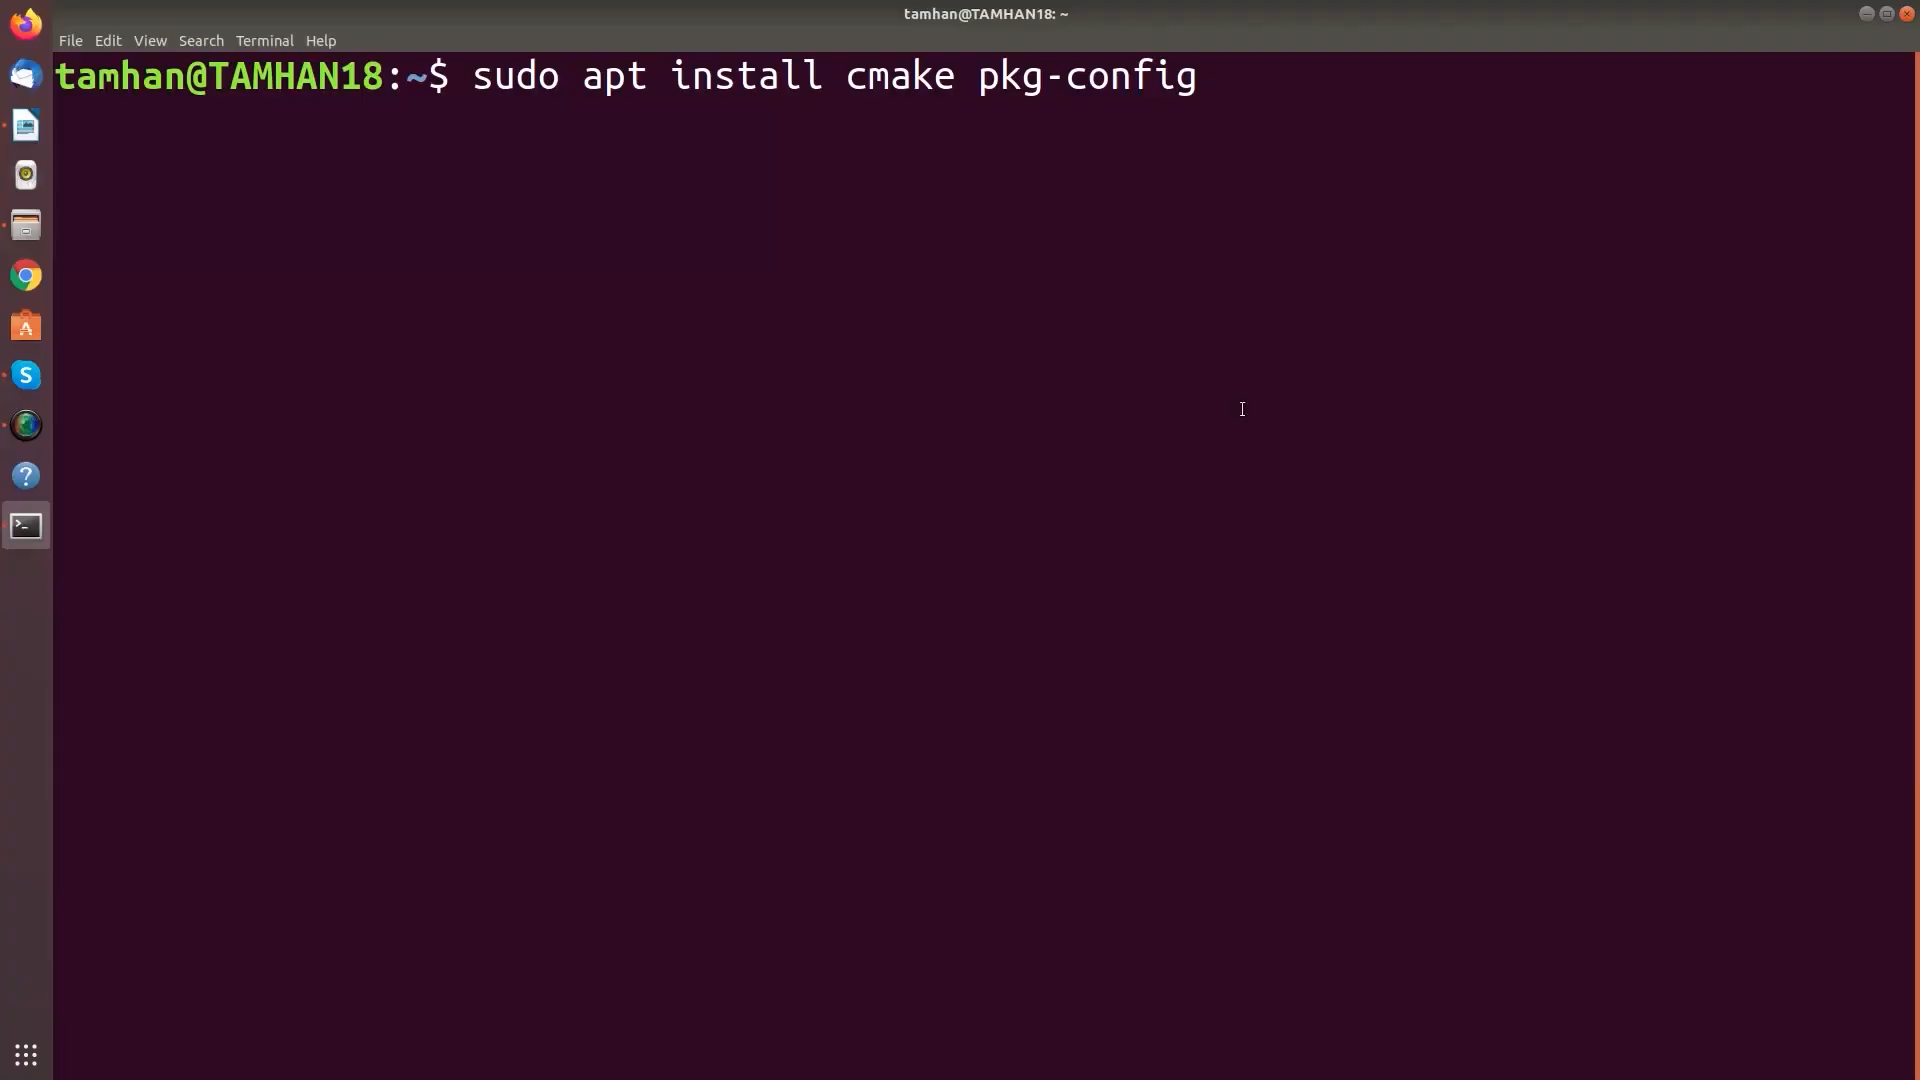 tamhan@TAMHAN18: ~
File Edit View Search Terminal Help
tamhan@TAMHAN18:~$ sudo apt install cmake pkg-config